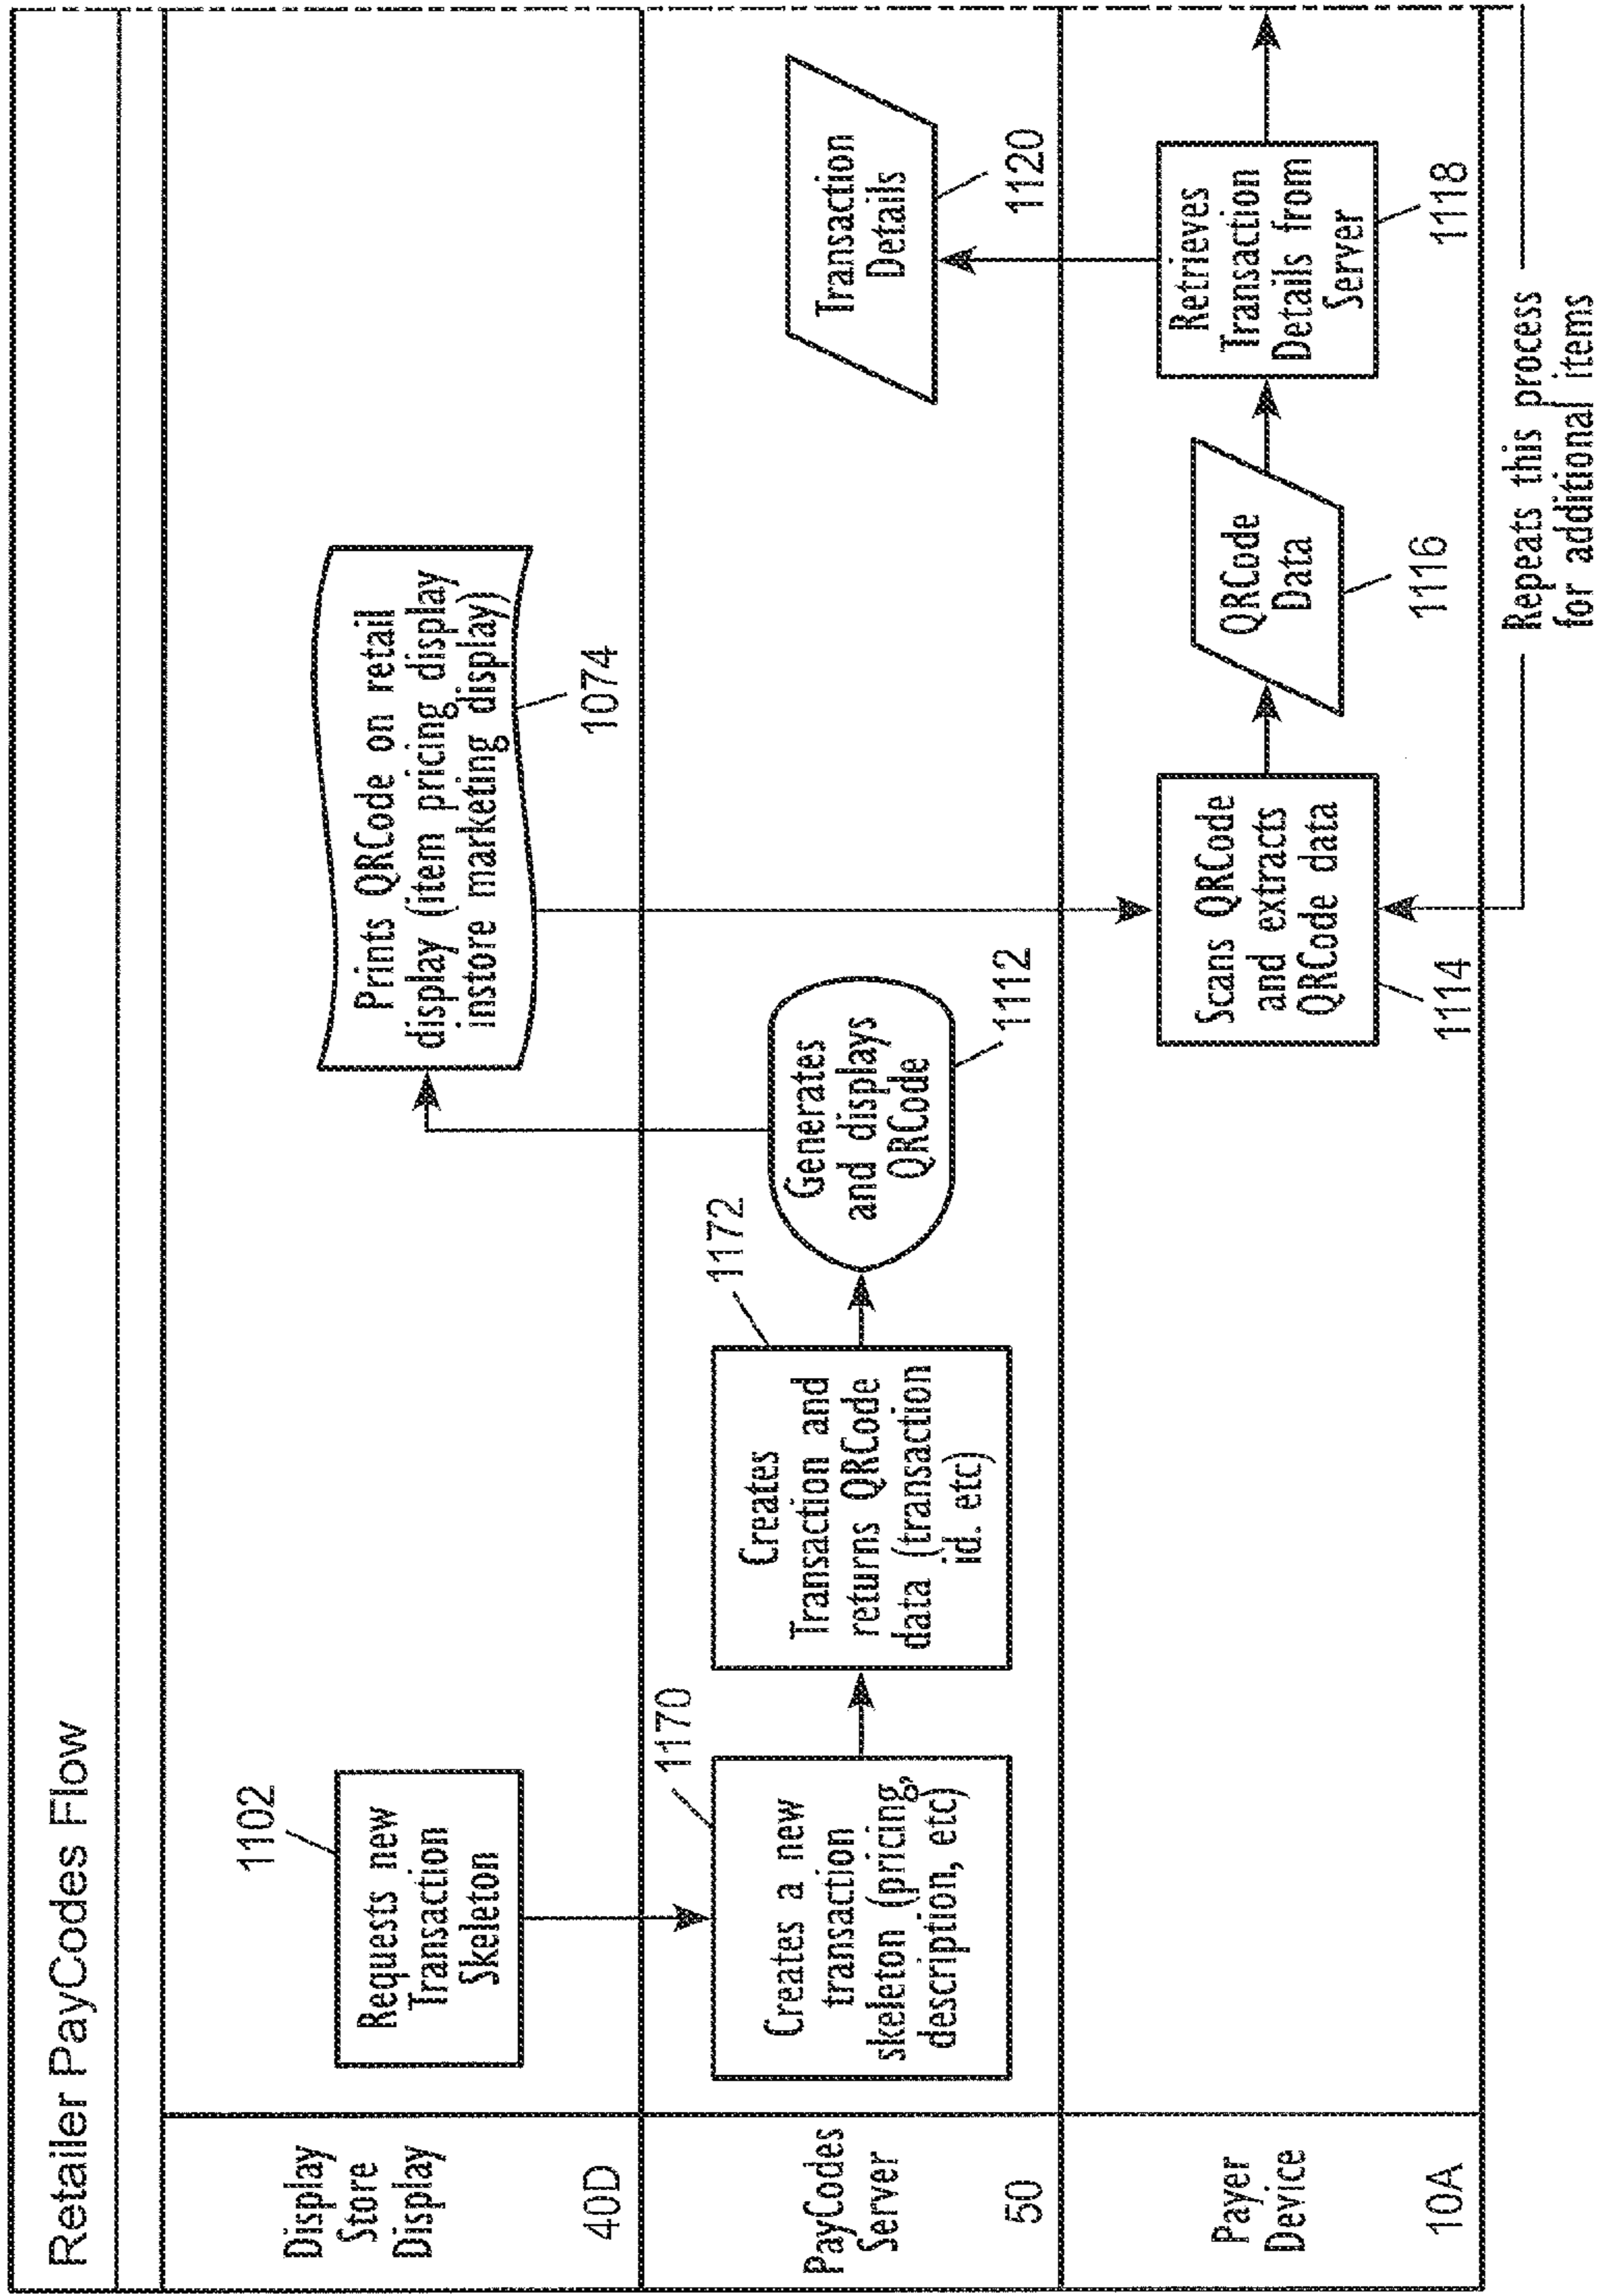 Retailer PayCodes Flow
Display
Store
Display
40D
1102
Requests new
Transaction
Skeleton
Prints QRCode on retail
display (item pricing display
instore marketing display)
1074
PayCodes
Server
50
1170
Creates a new
transaction
skeleton (pricing,
description, etc)
1172
Creates
Transaction and
returns QRCode
data (transaction
id. etc)
Generates
and displays
QRCode
1112
Transaction
Details
1120
Payer
Device
10A
Scans QRCode
and extracts
QRCode data
1114
QRCode
Data
1116
Retrieves
Transaction
Details from
Server
1118
Repeats this process
for additional items